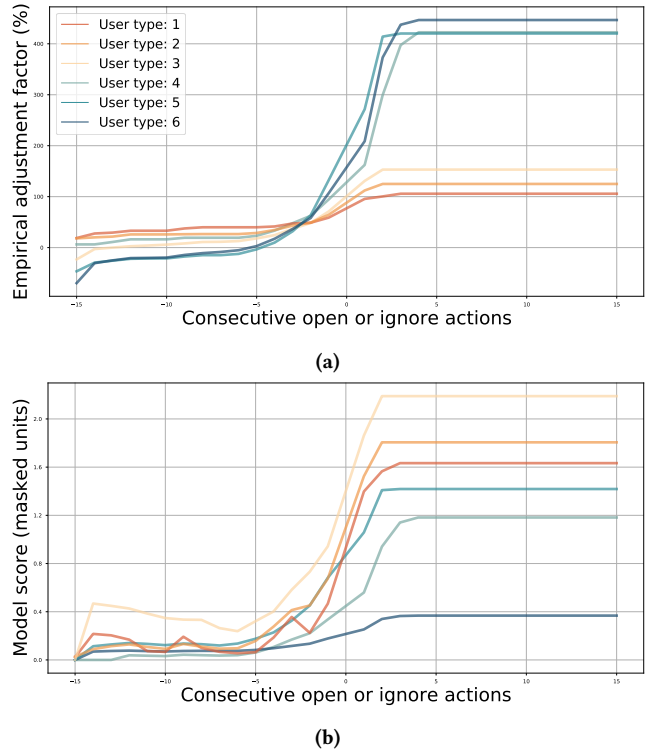 User type: 1
User type: 2
User type: 3
User type: 4
User type: 5
User type: 6
Empirical adjustment factor (%)
400
300
200
100
0
−15
−10
−5
0
5
10
15
Consecutive open or ignore actions
(a)
Model score (masked units)
2.0
1.6
1.2
0.8
0.4
0.0
−15
−10
−5
0
5
10
15
Consecutive open or ignore actions
(b)